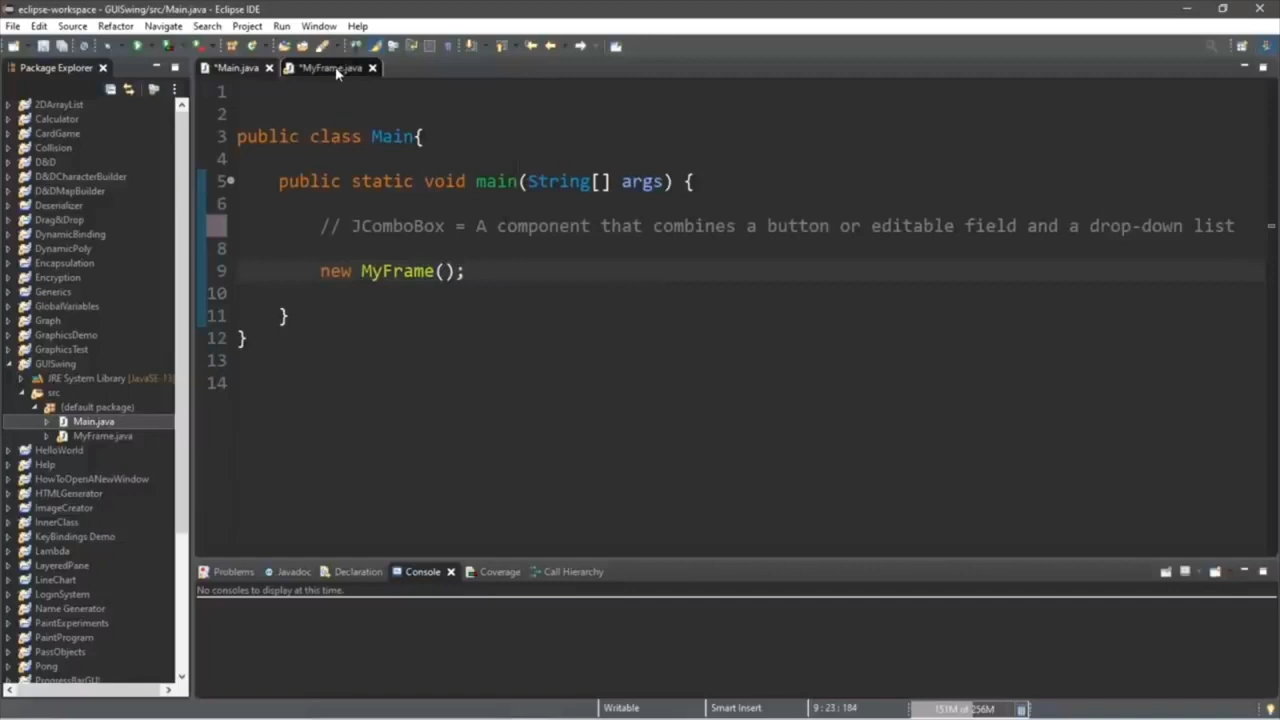 eclipse-workspace - GUISwing/src/Main.java - Eclipse IDE
File Edit Source Refactor Navigate Search Project Run Window Help
Package Explorer
*Main.java
*MyFrame.java
2DArrayList
Calculator
CardGame
Collision
D&D
D&DCharacterBuilder
D&DMapBuilder
Deserializer
Drag&Drop
DynamicBinding
DynamicPoly
Encapsulation
Encryption
Generics
GlobalVariables
Graph
GraphicsDemo
GraphicsTest
GUISwing
JRE System Library [JavaSE-13]
src
(default package)
Main.java
MyFrame.java
HelloWorld
Help
HowToOpenANewWindow
HTMLGenerator
ImageCreator
InnerClass
KeyBindings Demo
Lambda
LayeredPane
LineChart
LoginSystem
Name Generator
PaintExperiments
PaintProgram
PassObjects
Pong
ProgressBarGUI
1
2
3 public class Main{
4
5 public static void main(String[] args) {
6
// JComboBox = A component that combines a button or editable field and a drop-down list
8
9 new MyFrame();
10
11 }
12 }
13
14
Problems Javadoc Declaration Console Coverage Call Hierarchy
No consoles to display at this time.
Writable Smart Insert 9 : 23 : 184 151M of 256M